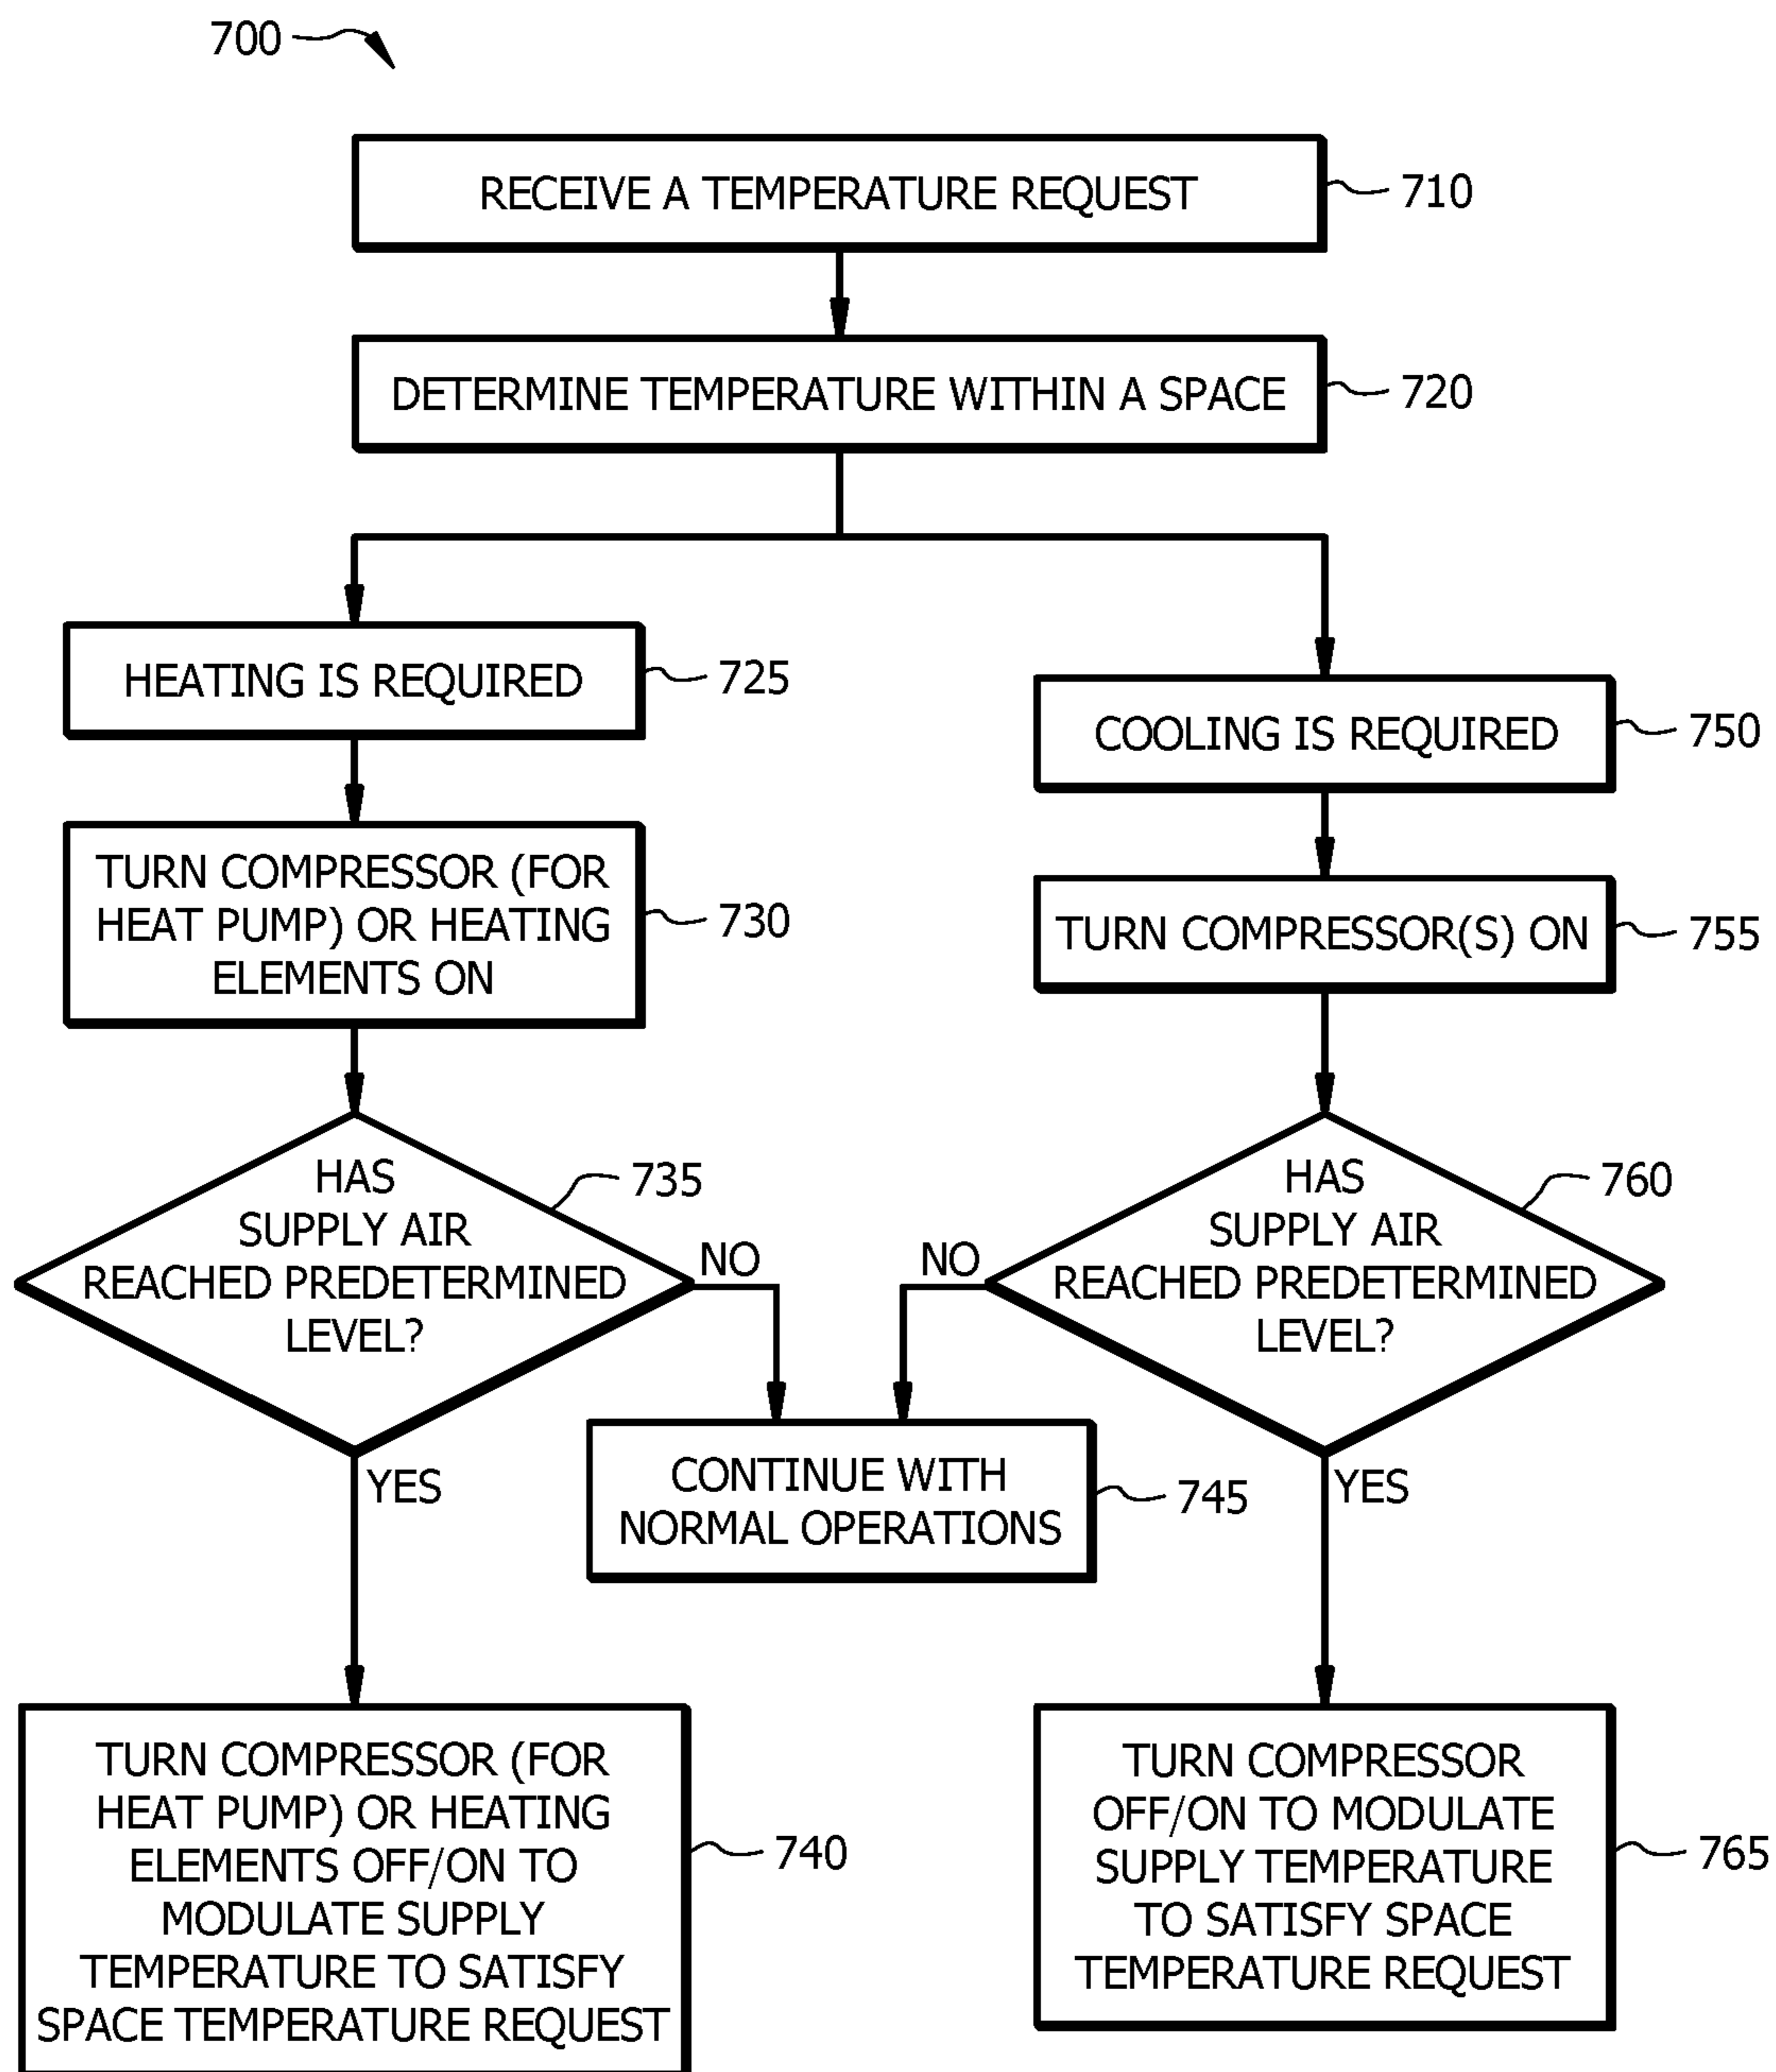 700
RECEIVE A TEMPERATURE REQUEST
710
DETERMINE TEMPERATURE WITHIN A SPACE
720
HEATING IS REQUIRED
725
COOLING IS REQUIRED
750
TURN COMPRESSOR (FOR
HEAT PUMP) OR HEATING
ELEMENTS ON
730
TURN COMPRESSOR(S) ON
755
HAS
SUPPLY AIR
REACHED PREDETERMINED
LEVEL?
735
NO
YES
HAS
SUPPLY AIR
REACHED PREDETERMINED
LEVEL?
760
NO
YES
CONTINUE WITH
NORMAL OPERATIONS
745
TURN COMPRESSOR (FOR
HEAT PUMP) OR HEATING
ELEMENTS OFF/ON TO
MODULATE SUPPLY
TEMPERATURE TO SATISFY
SPACE TEMPERATURE REQUEST
740
TURN COMPRESSOR
OFF/ON TO MODULATE
SUPPLY TEMPERATURE
TO SATISFY SPACE
TEMPERATURE REQUEST
765